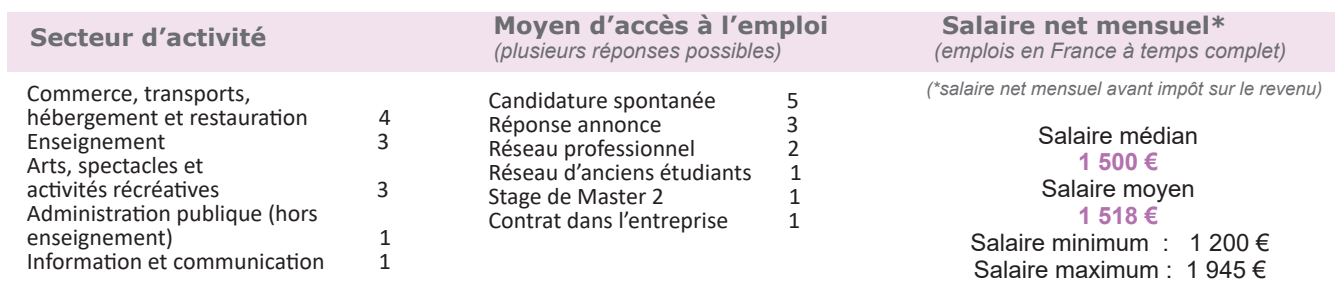 Secteur d’activité
Commerce, transports,
hébergement et restauration 4
Enseignement 3
Arts, spectacles et
activités récréatives 3
Administration publique (hors
enseignement) 1
Information et communication 1
Moyen d’accès à l’emploi
(plusieurs réponses possibles)
Candidature spontanée 5
Réponse annonce 3
Réseau professionnel 2
Réseau d’anciens étudiants 1
Stage de Master 2 1
Contrat dans l’entreprise 1
Salaire net mensuel*
(emplois en France à temps complet)
(*salaire net mensuel avant impôt sur le revenu)
Salaire médian
1 500 €
Salaire moyen
1 518 €
Salaire minimum : 1 200 €
Salaire maximum : 1 945 €